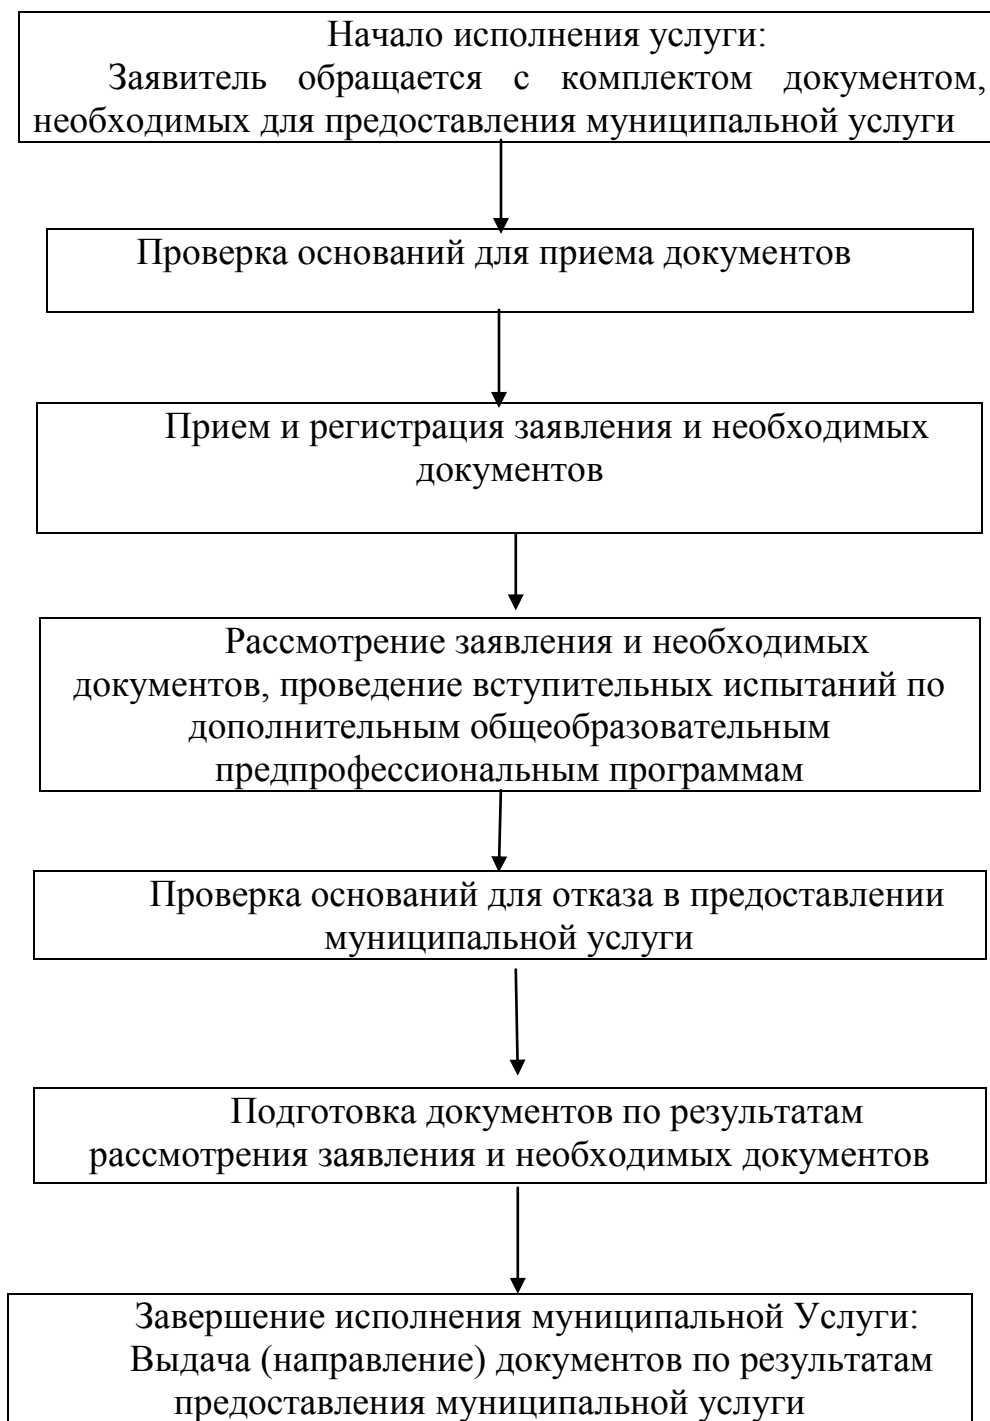 Начало исполнения услуги:
Заявитель обращается с комплектом документом,
необходимых для предоставления муниципальной услуги
Проверка оснований для приема документов
Прием и регистрация заявления и необходимых
документов
Рассмотрение заявления и необходимых
документов, проведение вступительных испытаний по
дополнительным общеобразовательным
предпрофессиональным программам
Проверка оснований для отказа в предоставлении
муниципальной услуги
Подготовка документов по результатам
рассмотрения заявления и необходимых документов
Завершение исполнения муниципальной Услуги:
Выдача (направление) документов по результатам
предоставления муниципальной услуги